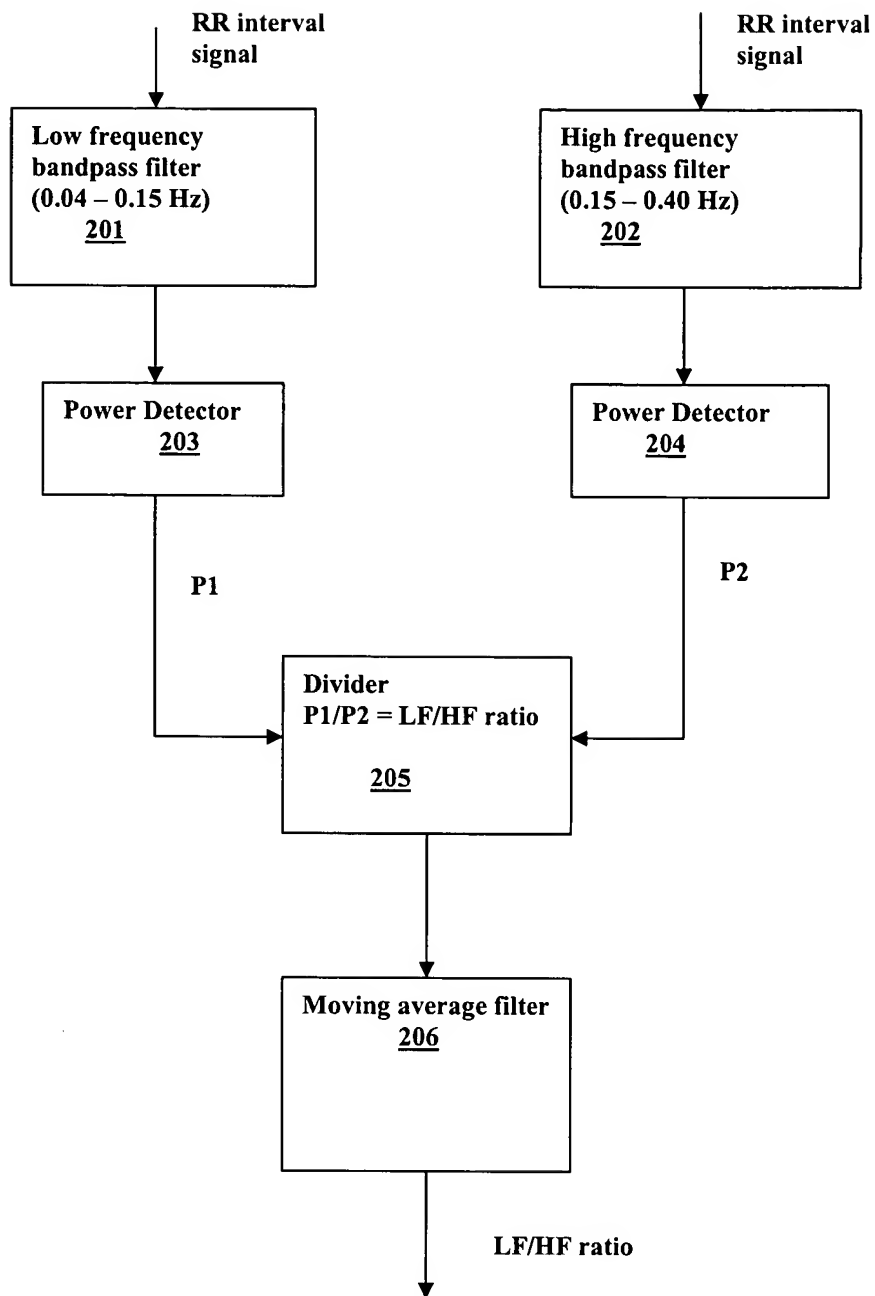 RR interval
signal
RR interval
signal
Low frequency
bandpass filter
(0.04 – 0.15 Hz)
201
High frequency
bandpass filter
(0.15 – 0.40 Hz)
202
Power Detector
203
Power Detector
204
P1
P2
Divider
P1/P2 = LF/HF ratio
205
Moving average filter
206
LF/HF ratio